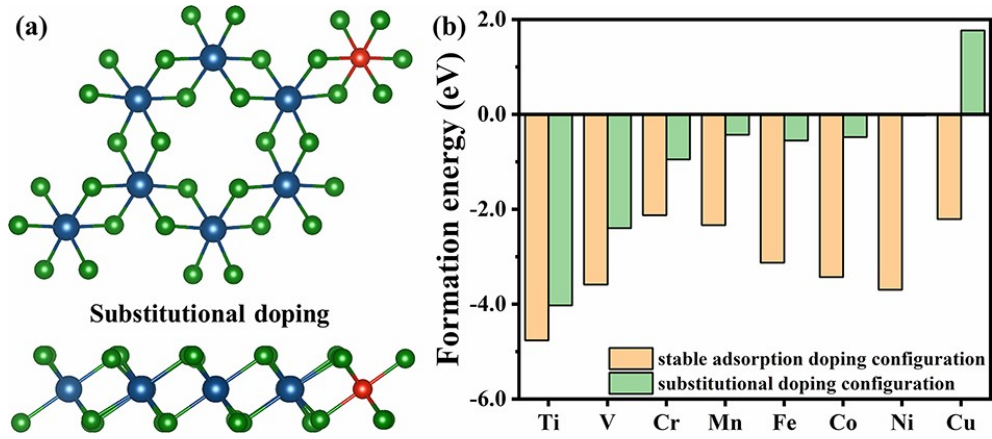 (a)
Substitutional doping
(b)
Formation energy (eV)
2.0
0.0
-2.0
-4.0
-6.0
stable adsorption doping configuration
substitutional doping configuration
Ti V Cr Mn Fe Co Ni Cu